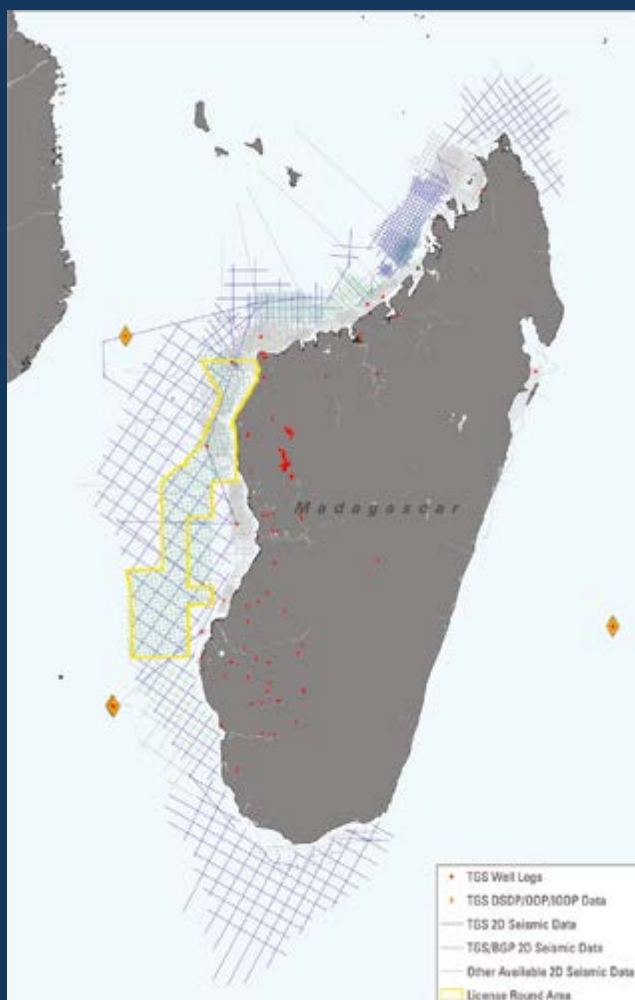 Madagascar
TGS Well Logs
TGS DSDP/ODP/IODP Data
TGS 2D Seismic Data
TGS/BGP 2D Seismic Data
Other Available 2D Seismic Data
License Round Area